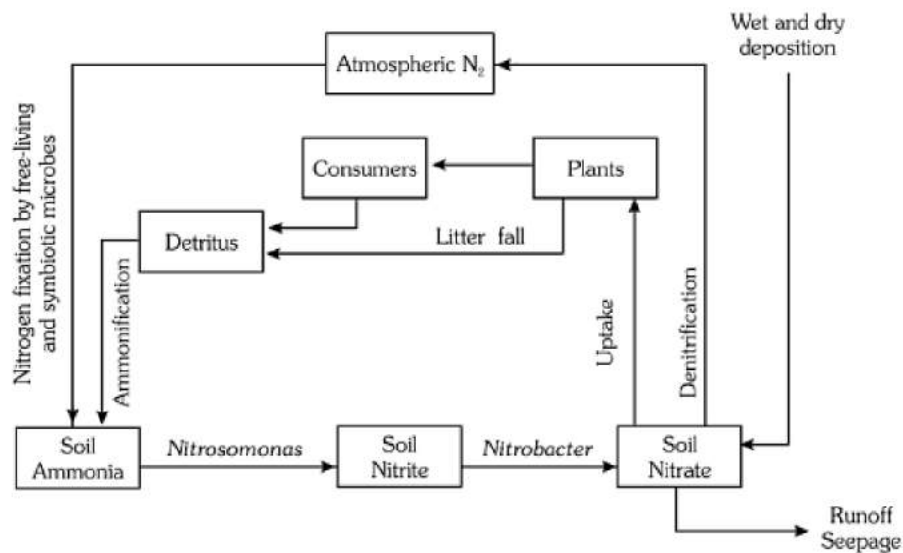 Wet and dry
deposition
Atmospheric N₂
Nitrogen fixation by free-living
and symbiotic microbes
Consumers
Plants
Detritus
Litter fall
Ammonification
Uptake
Denitrification
Soil
Ammonia
Nitrosomonas
Soil
Nitrite
Nitrobacter
Soil
Nitrate
Runoff
Seepage